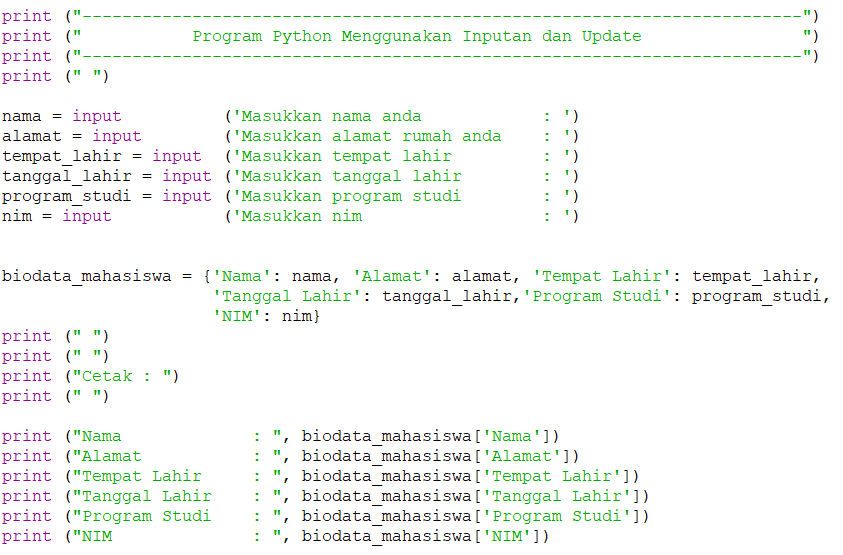 print ("------------------------------------------------------------------------")
print ("           Program Python Menggunakan Inputan dan Update                ")
print ("------------------------------------------------------------------------")
print (" ")

nama = input          ('Masukkan nama anda            : ')
alamat = input        ('Masukkan alamat rumah anda    : ')
tempat_lahir = input  ('Masukkan tempat lahir         : ')
tanggal_lahir = input ('Masukkan tanggal lahir        : ')
program_studi = input ('Masukkan program studi        : ')
nim = input           ('Masukkan nim                  : ')

biodata_mahasiswa = {'Nama': nama, 'Alamat': alamat, 'Tempat Lahir': tempat_lahir,
                     'Tanggal Lahir': tanggal_lahir,'Program Studi': program_studi,
                     'NIM': nim}
print (" ")
print (" ")
print ("Cetak : ")
print (" ")

print ("Nama             : ", biodata_mahasiswa['Nama'])
print ("Alamat           : ", biodata_mahasiswa['Alamat'])
print ("Tempat Lahir     : ", biodata_mahasiswa['Tempat Lahir'])
print ("Tanggal Lahir    : ", biodata_mahasiswa['Tanggal Lahir'])
print ("Program Studi    : ", biodata_mahasiswa['Program Studi'])
print ("NIM              : ", biodata_mahasiswa['NIM'])